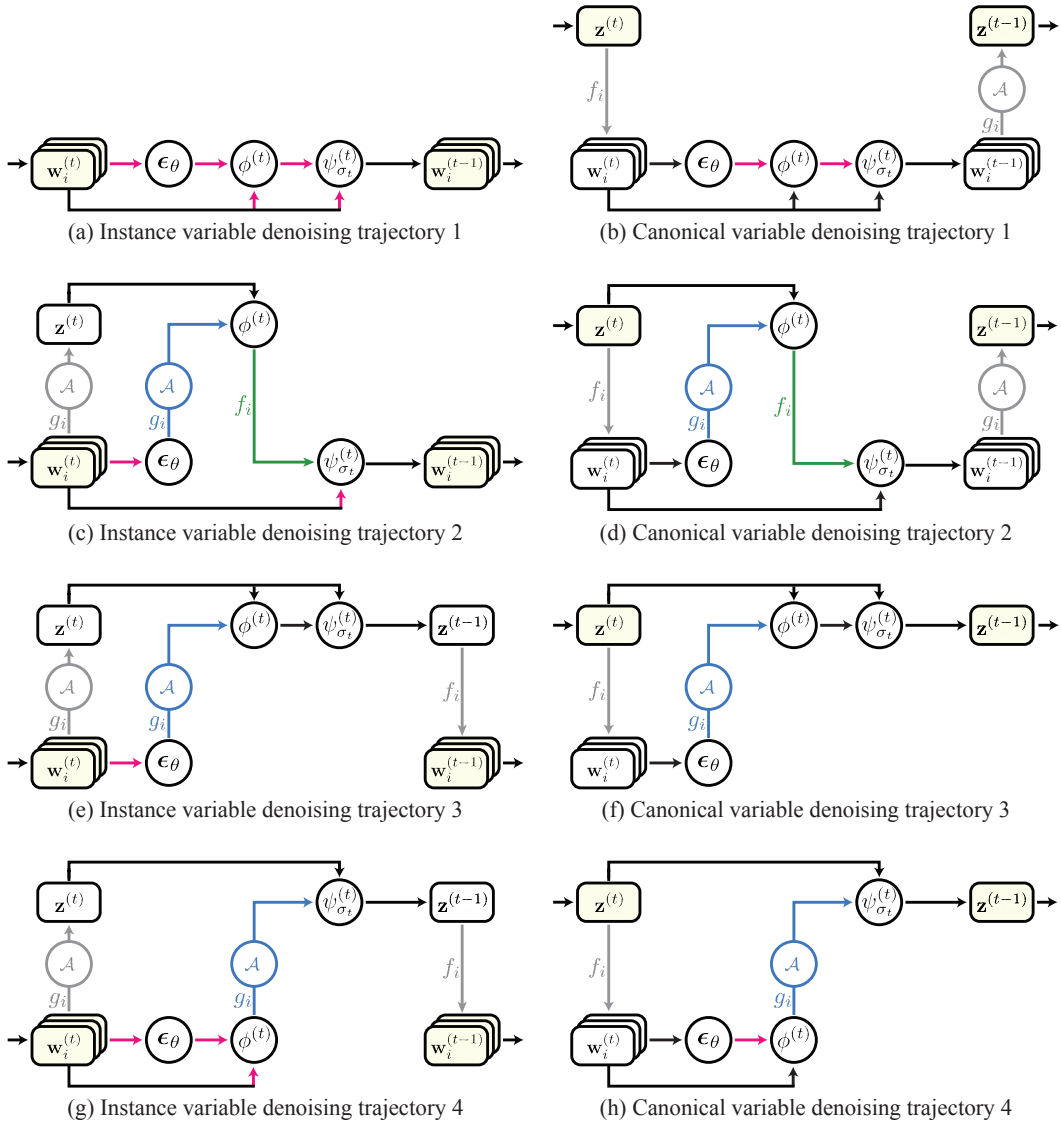 z^(t) z^(t−1)
f_i 𝒜 g_i
w_i^(t) ϵ_θ ϕ^(t) ψ_σt^(t) w_i^(t−1) w_i^(t) ϵ_θ ϕ^(t) ψ_σt^(t) w_i^(t−1)
(a) Instance variable denoising trajectory 1
(b) Canonical variable denoising trajectory 1
z^(t) ϕ^(t) z^(t) ϕ^(t) z^(t−1)
𝒜 g_i 𝒜 g_i f_i f_i 𝒜 g_i f_i 𝒜 g_i
w_i^(t) ϵ_θ ψ_σt^(t) w_i^(t−1) w_i^(t) ϵ_θ ψ_σt^(t) w_i^(t−1)
(c) Instance variable denoising trajectory 2
(d) Canonical variable denoising trajectory 2
z^(t) ϕ^(t) ψ_σt^(t) z^(t−1) z^(t) ϕ^(t) ψ_σt^(t) z^(t−1)
𝒜 g_i 𝒜 g_i f_i f_i 𝒜 g_i
w_i^(t) ϵ_θ w_i^(t−1) w_i^(t) ϵ_θ
(e) Instance variable denoising trajectory 3
(f) Canonical variable denoising trajectory 3
z^(t) ψ_σt^(t) z^(t−1) z^(t) ψ_σt^(t) z^(t−1)
𝒜 g_i 𝒜 g_i f_i f_i 𝒜 g_i
w_i^(t) ϵ_θ ϕ^(t) w_i^(t−1) w_i^(t) ϵ_θ ϕ^(t)
(g) Instance variable denoising trajectory 4
(h) Canonical variable denoising trajectory 4